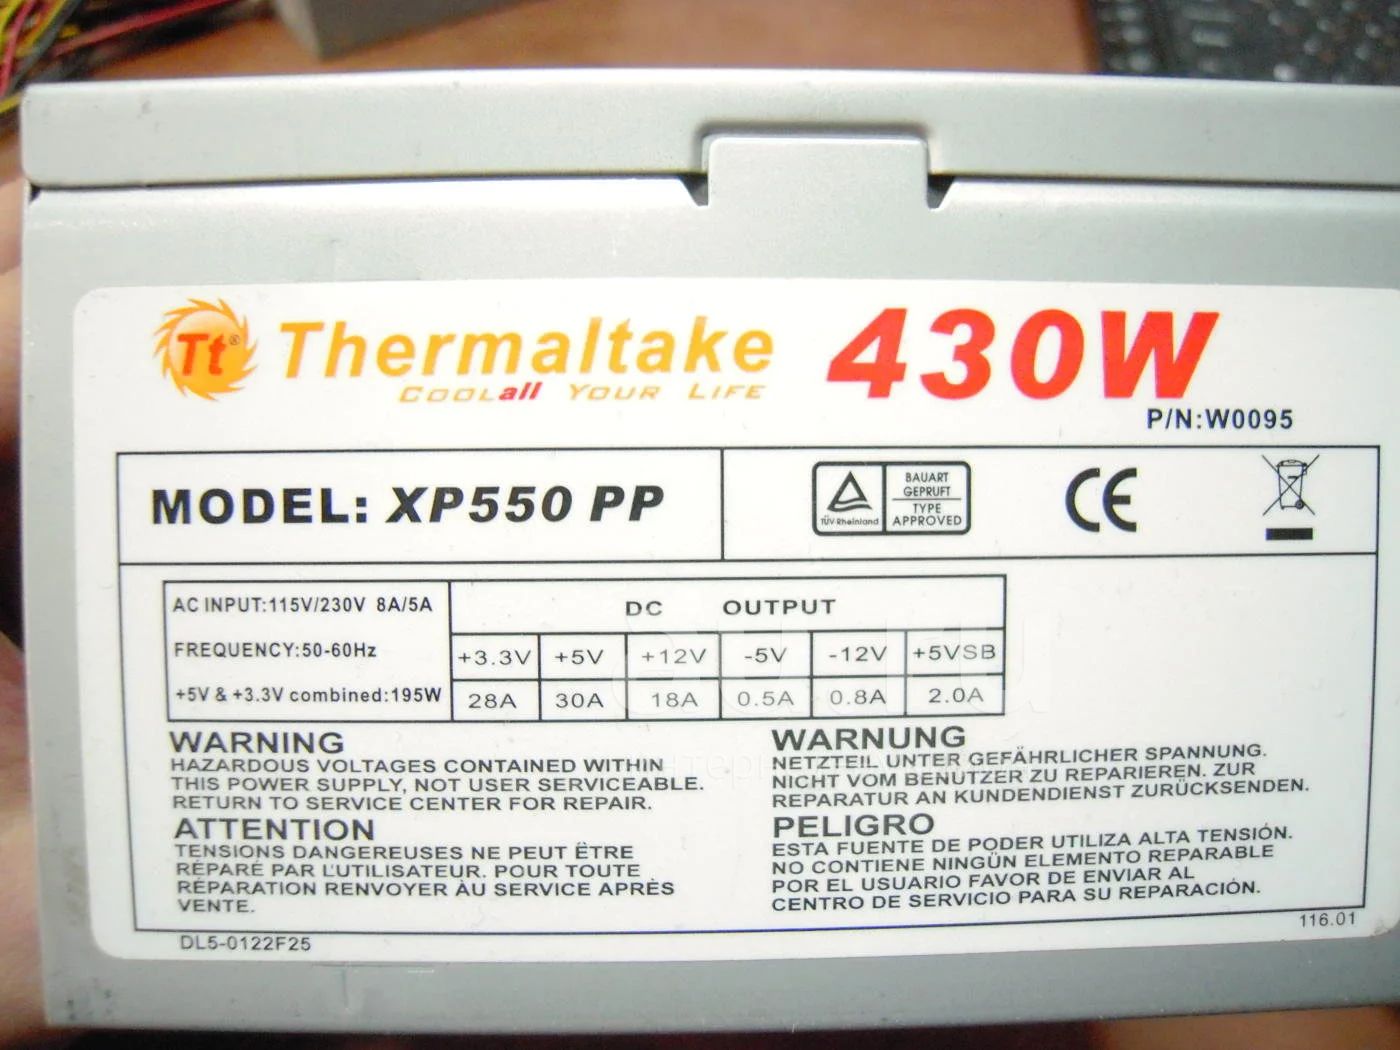 Tt®
Thermaltake 430W
COOLall YOUR LIFE
P/N:W0095
MODEL: XP550 PP
TÜV Rheinland
BAUART
GEPRUFT
TYPE
APPROVED
CE
AC INPUT:115V/230V 8A/5A
FREQUENCY:50-60Hz
+5V & +3.3V combined:195W
DC OUTPUT
+3.3V +5V +12V -5V -12V +5VSB
28A 30A 18A 0.5A 0.8A 2.0A
WARNING
HAZARDOUS VOLTAGES CONTAINED WITHIN
THIS POWER SUPPLY, NOT USER SERVICEABLE.
RETURN TO SERVICE CENTER FOR REPAIR.
ATTENTION
TENSIONS DANGEREUSES NE PEUT ËTRE
RÉPARÉ PAR L'UTILISATEUR. POUR TOUTE
RÉPARATION RENVOYER ÀU SERVICE APRÈS
VENTE.
WARNUNG
NETZTEIL UNTER GEFÄHRLICHER SPANNUNG.
NICHT VOM BENUTZER ZU REPARIEREN. ZUR
REPARATUR AN KUNDENDIENST ZURÜCKSENDEN.
PELIGRO
ESTA FUENTE DE PODER UTILIZA ALTA TENSIÓN.
NO CONTIENE NINGÜN ELEMENTO REPARABLE
POR EL USUARIO FAVOR DE ENVIAR AL
CENTRO DE SERVICIO PARA SU REPARACIÓN.
DL5-0122F25
116.01